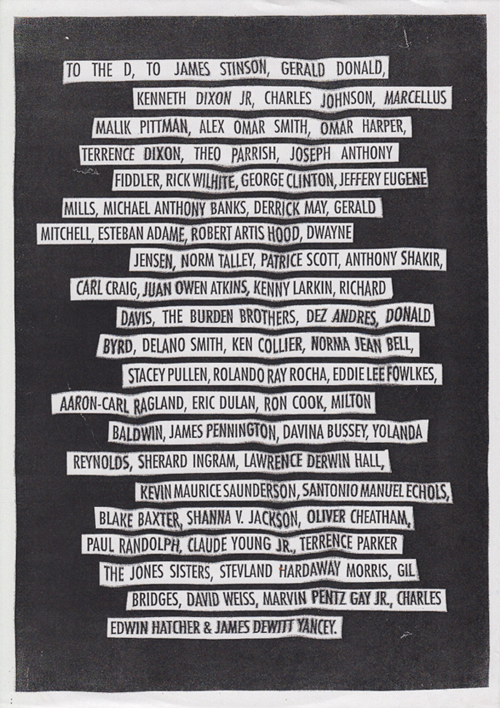 TO THE D, TO JAMES STINSON, GERALD DONALD,
KENNETH DIXON JR, CHARLES JOHNSON, MARCELLUS
MALIK PITTMAN, ALEX OMAR SMITH, OMAR HARPER,
TERRENCE DIXON, THEO PARRISH, JOSEPH ANTHONY
FIDDLER, RICK WILHITE, GEORGE CLINTON, JEFFERY EUGENE
MILLS, MICHAEL ANTHONY BANKS, DERRICK MAY, GERALD
MITCHELL, ESTEBAN ADAME, ROBERT ARTIS HOOD, DWAYNE
JENSEN, NORM TALLEY, PATRICE SCOTT, ANTHONY SHAKIR,
CARL CRAIG, JUAN OWEN ATKINS, KENNY LARKIN, RICHARD
DAVIS, THE BURDEN BROTHERS, DEZ ANDRES, DONALD
BYRD, DELANO SMITH, KEN COLLIER, NORMA JEAN BELL,
STACEY PULLEN, ROLANDO RAY ROCHA, EDDIE LEE FOWLKES,
AARON-CARL RAGLAND, ERIC DULAN, RON COOK, MILTON
BALDWIN, JAMES PENNINGTON, DAVINA BUSSEY, YOLANDA
REYNOLDS, SHERARD INGRAM, LAWRENCE DERWIN HALL,
KEVIN MAURICE SAUNDERSON, SANTONIO MANUEL ECHOLS,
BLAKE BAXTER, SHANNA V. JACKSON, OLIVER CHEATHAM,
PAUL RANDOLPH, CLAUDE YOUNG JR., TERRENCE PARKER
THE JONES SISTERS, STEVLAND HARDAWAY MORRIS, GIL
BRIDGES, DAVID WEISS, MARVIN PENTZ GAY JR., CHARLES
EDWIN HATCHER & JAMES DEWITT YANCEY.